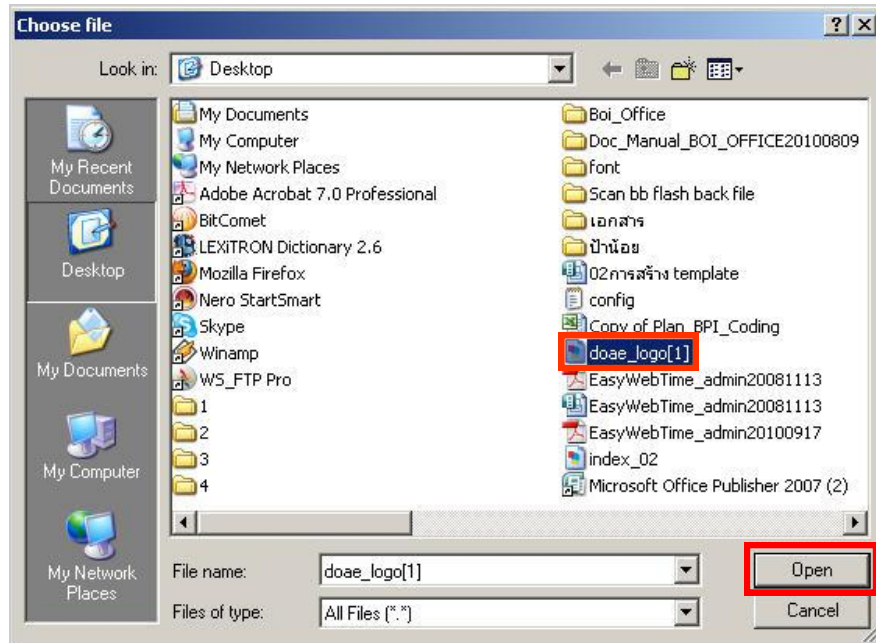 Choose file
Look in:
Desktop
My Recent
Documents
Desktop
My Documents
My Computer
My Network
Places
My Documents
My Computer
My Network Places
Adobe Acrobat 7.0 Professional
BitComet
LEXiTRON Dictionary 2.6
Mozilla Firefox
Nero StartSmart
Skype
Winamp
WS_FTP Pro
1
2
3
4
Boi_Office
Doc_Manual_BOI_OFFICE20100809
font
Scan bb flash back file
เอกสาร
ป้าน้อย
02การสร้าง template
config
Copy of Plan_BPI_Coding
doae_logo[1]
EasyWebTime_admin20081113
EasyWebTime_admin20081113
EasyWebTime_admin20100917
index_02
Microsoft Office Publisher 2007 (2)
File name:
doae_logo[1]
Open
Files of type:
All Files (*.*)
Cancel